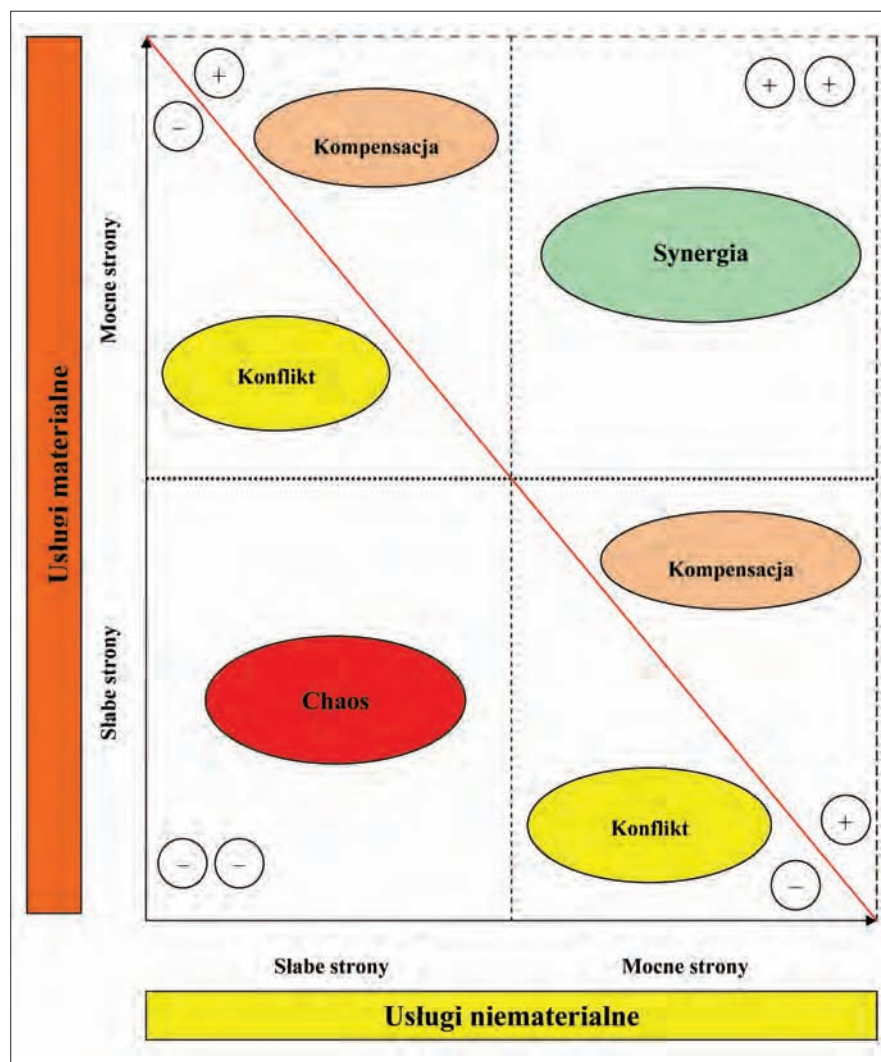 +
+ +
−
Kompensacja
Synergia
Mocne strony
Konflikt
Usługi materialne
Kompensacja
Słabe strony
Chaos
Konflikt
+
− −
−
Słabe strony
Mocne strony
Usługi niematerialne